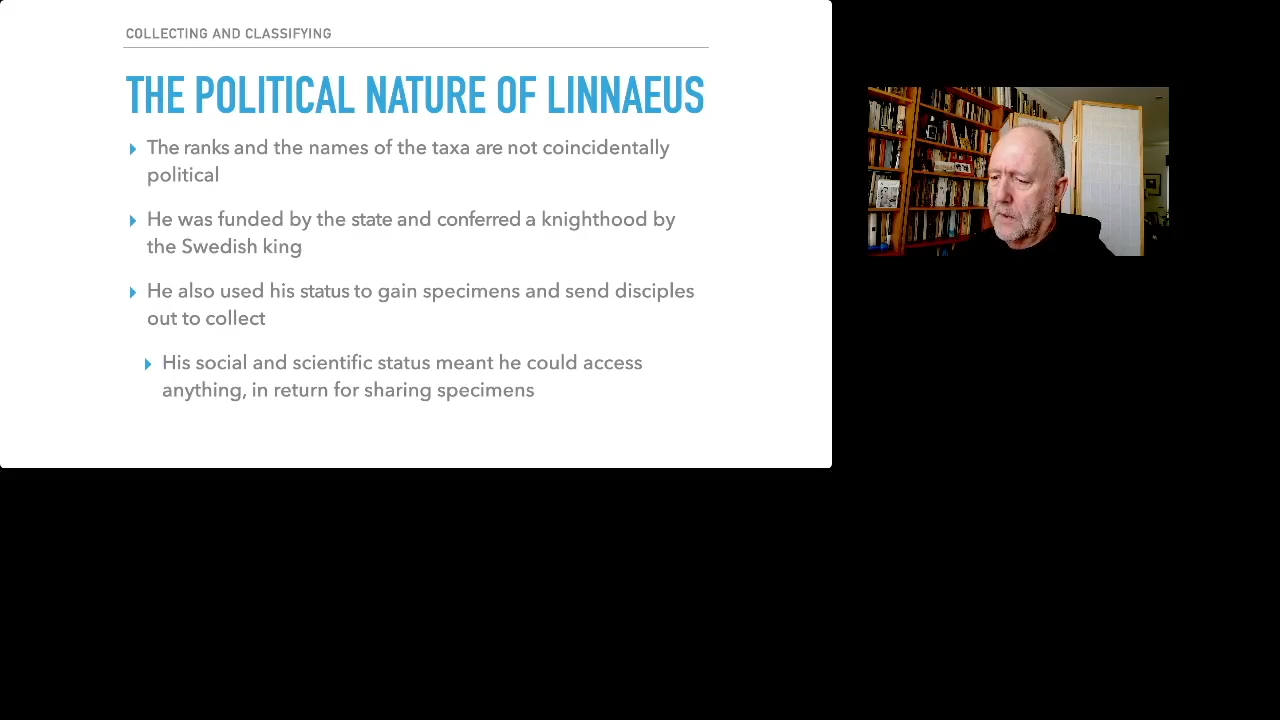 COLLECTING AND CLASSIFYING
THE POLITICAL NATURE OF LINNAEUS
The ranks and the names of the taxa are not coincidentally
political
He was funded by the state and conferred a knighthood by
the Swedish king
He also used his status to gain specimens and send disciples
out to collect
His social and scientific status meant he could access
anything, in return for sharing specimens